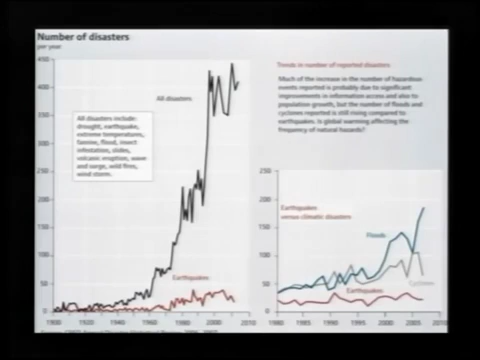 Number of disasters
per year
450
400
350
300
250
200
150
100
50
0
1900
1920
1940
1960
1980
2000
2010
All disasters
All disasters include:
drought, earthquake,
extreme temperatures,
famine, flood, insect
infestation, slides,
volcanic eruption, wave
and surge, wild fires,
wind storm.
Earthquakes
Trends in number of reported disasters
Much of the increase in the number of hazardous
events reported is probably due to significant
improvements in information access and also to
population growth, but the number of floods and
cyclones reported is still rising compared to
earthquakes. Is global warming affecting the
frequency of natural hazards?
250
200
150
100
50
0
1980
1985
1990
1995
2000
2005
2010
Earthquakes
versus climatic disasters
Floods
Cyclones
Earthquakes